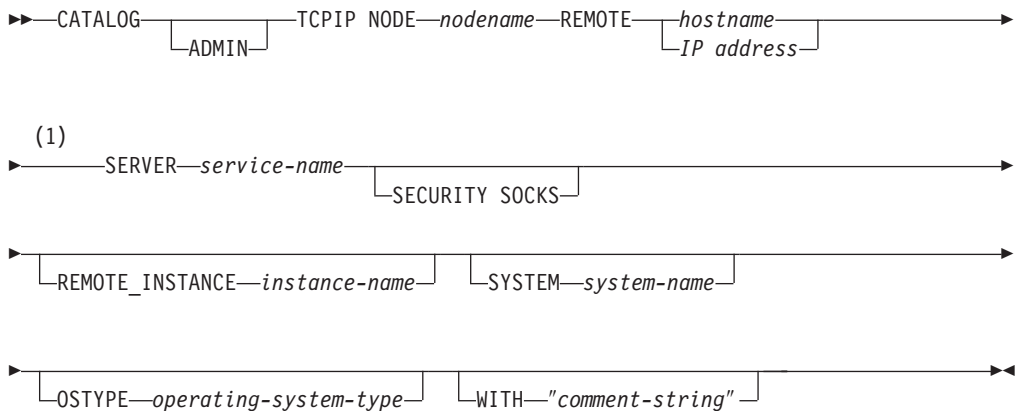 CATALOG TCPIP NODE nodename REMOTE hostname
ADMIN IP address
(1)
SERVER service-name
SECURITY SOCKS
REMOTE_INSTANCE instance-name SYSTEM system-name
OSTYPE operating-system-type WITH "comment-string"